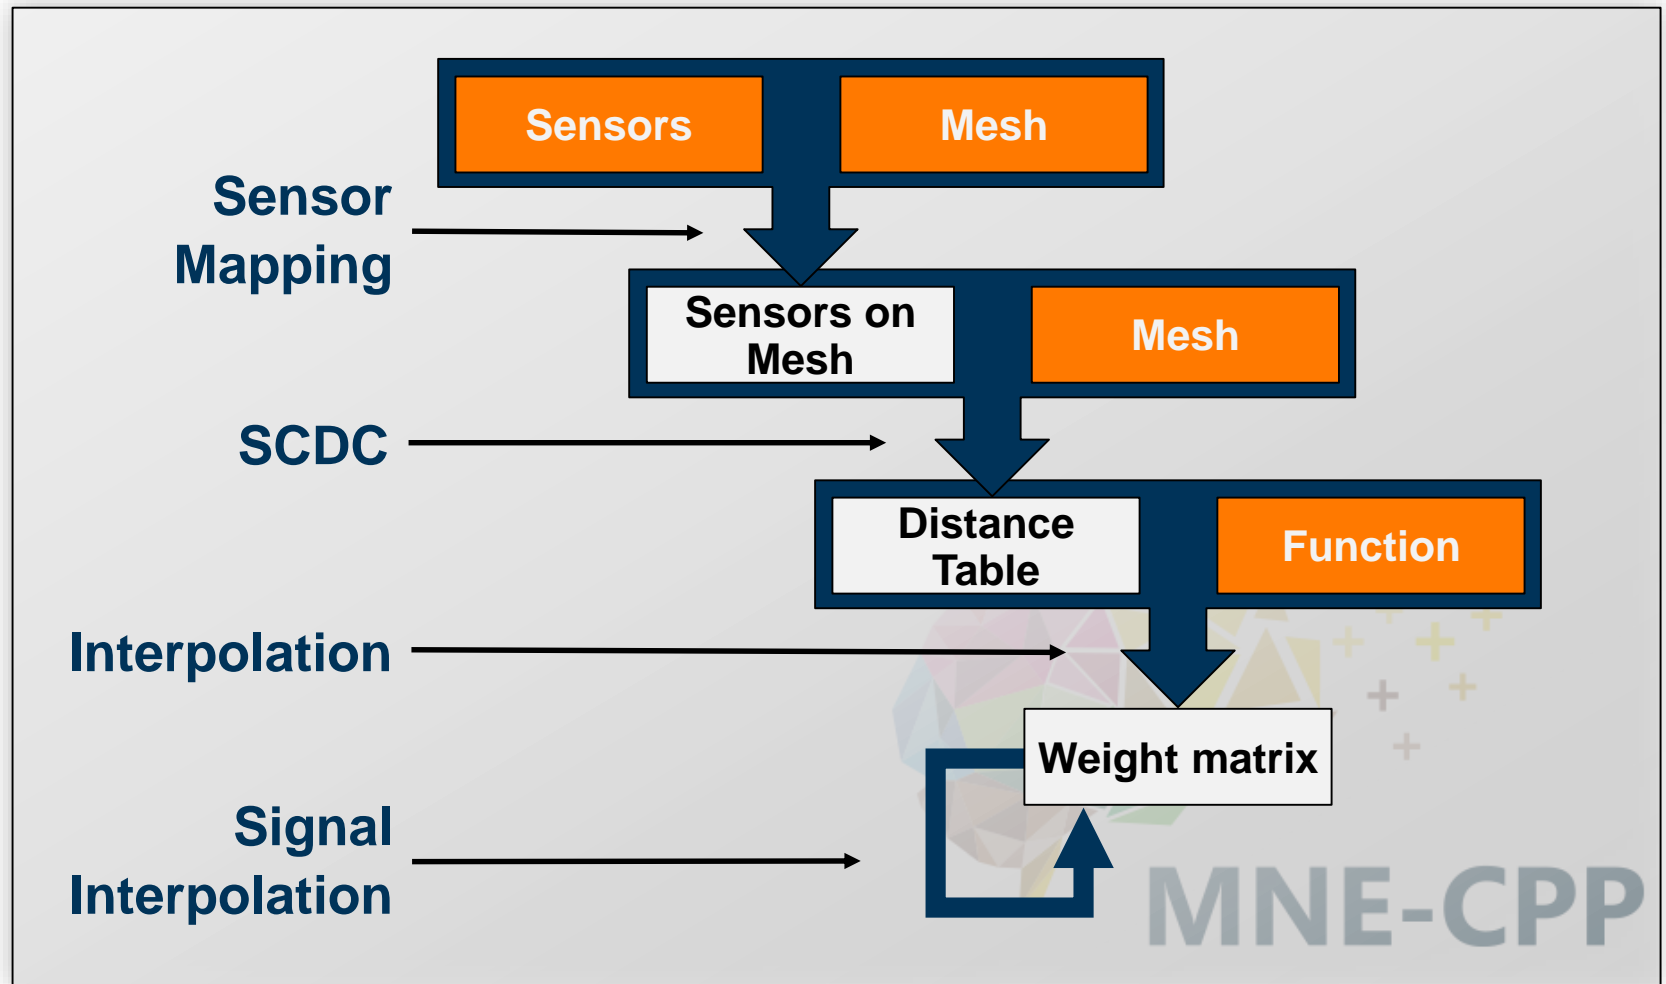 Sensors
Mesh
Sensor
Mapping
Sensors on
Mesh
Mesh
SCDC
Distance
Table
Function
Interpolation
Weight matrix
Signal
Interpolation
MNE-CPP